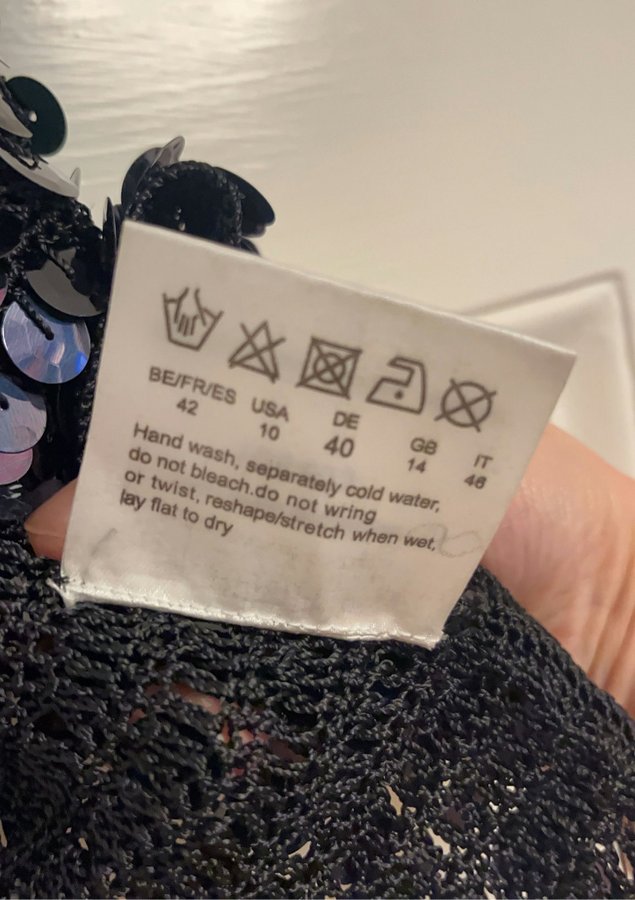 BE/FR/ES USA DE GB IT
42 10 40 14 46
Hand wash, separately cold water,
do not bleach.do not wring
or twist, reshape/stretch when wet,
lay flat to dry